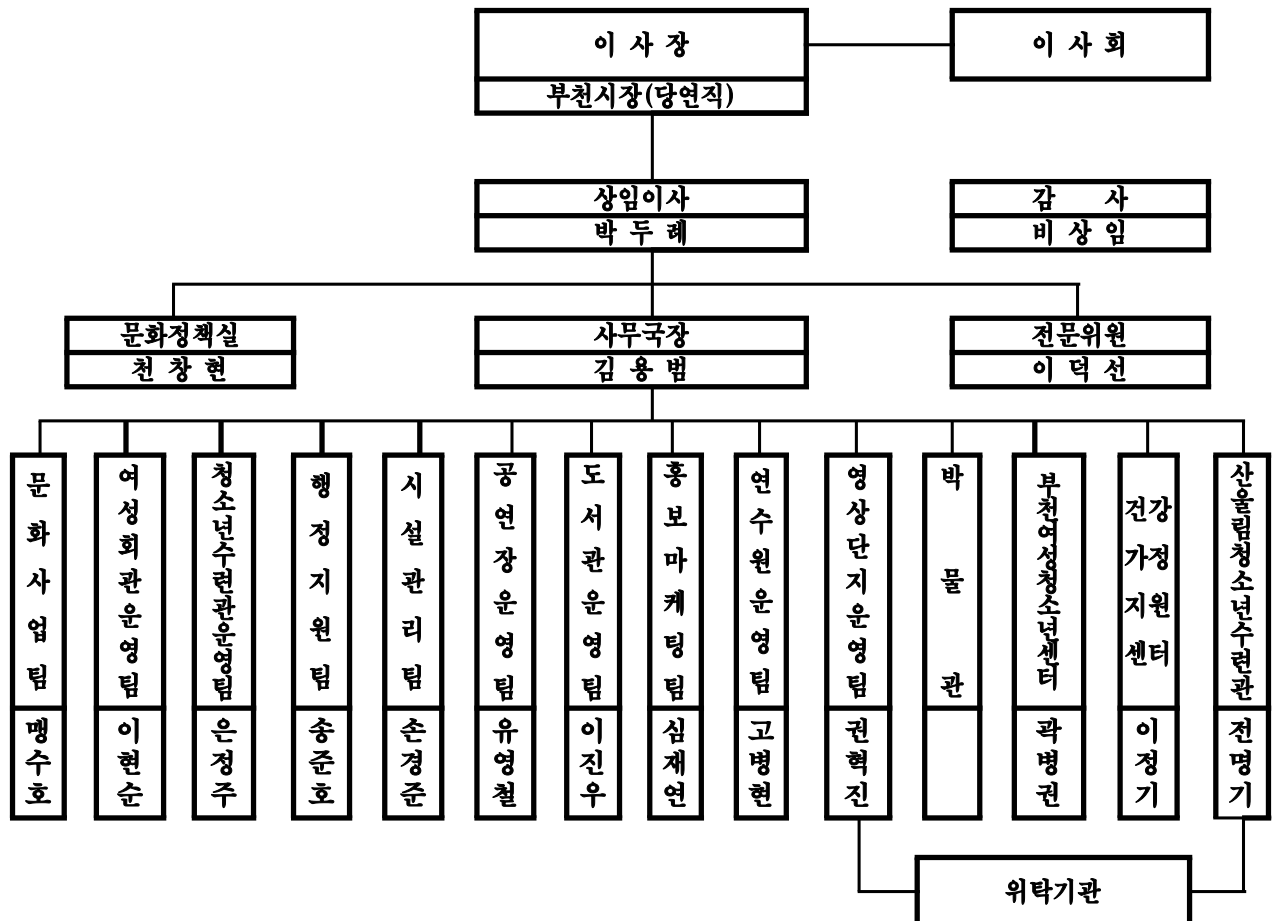 이 사 장
이 사 회
부천시장(당연직)
상임이사
감 사
박 두 례
비 상 임
문화정책실
사무국장
전문위원
천 창 현
김 용 범
이 덕 선
문화사업팀
여성회관운영팀
청소년수련관운영팀
행정지원팀
시설관리팀
공연장운영팀
도서관운영팀
홍보마케팅팀
연수원운영팀
영상단지운영팀
박물관
부천여성청소년센터
건강
가정
지원
센터
산울림청소년수련관
맹수호
이현순
은정주
송준호
손경준
유영철
이진우
심재연
고병현
권혁진
곽병권
이정기
전명기
위탁기관